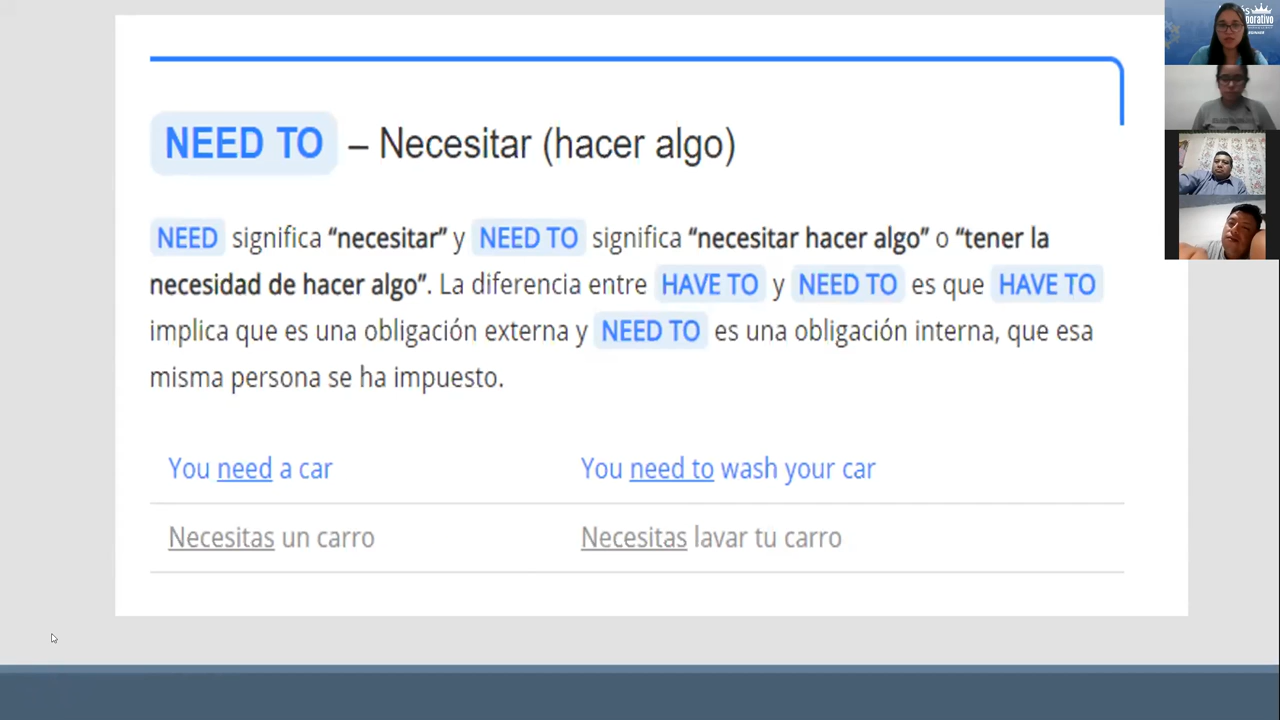 NEED TO – Necesitar (hacer algo)
NEED significa “necesitar” y NEED TO significa “necesitar hacer algo” o “tener la
necesidad de hacer algo”. La diferencia entre HAVE TO y NEED TO es que HAVE TO
implica que es una obligación externa y NEED TO es una obligación interna, que esa
misma persona se ha impuesto.
You need a car
You need to wash your car
Necesitas un carro
Necesitas lavar tu carro